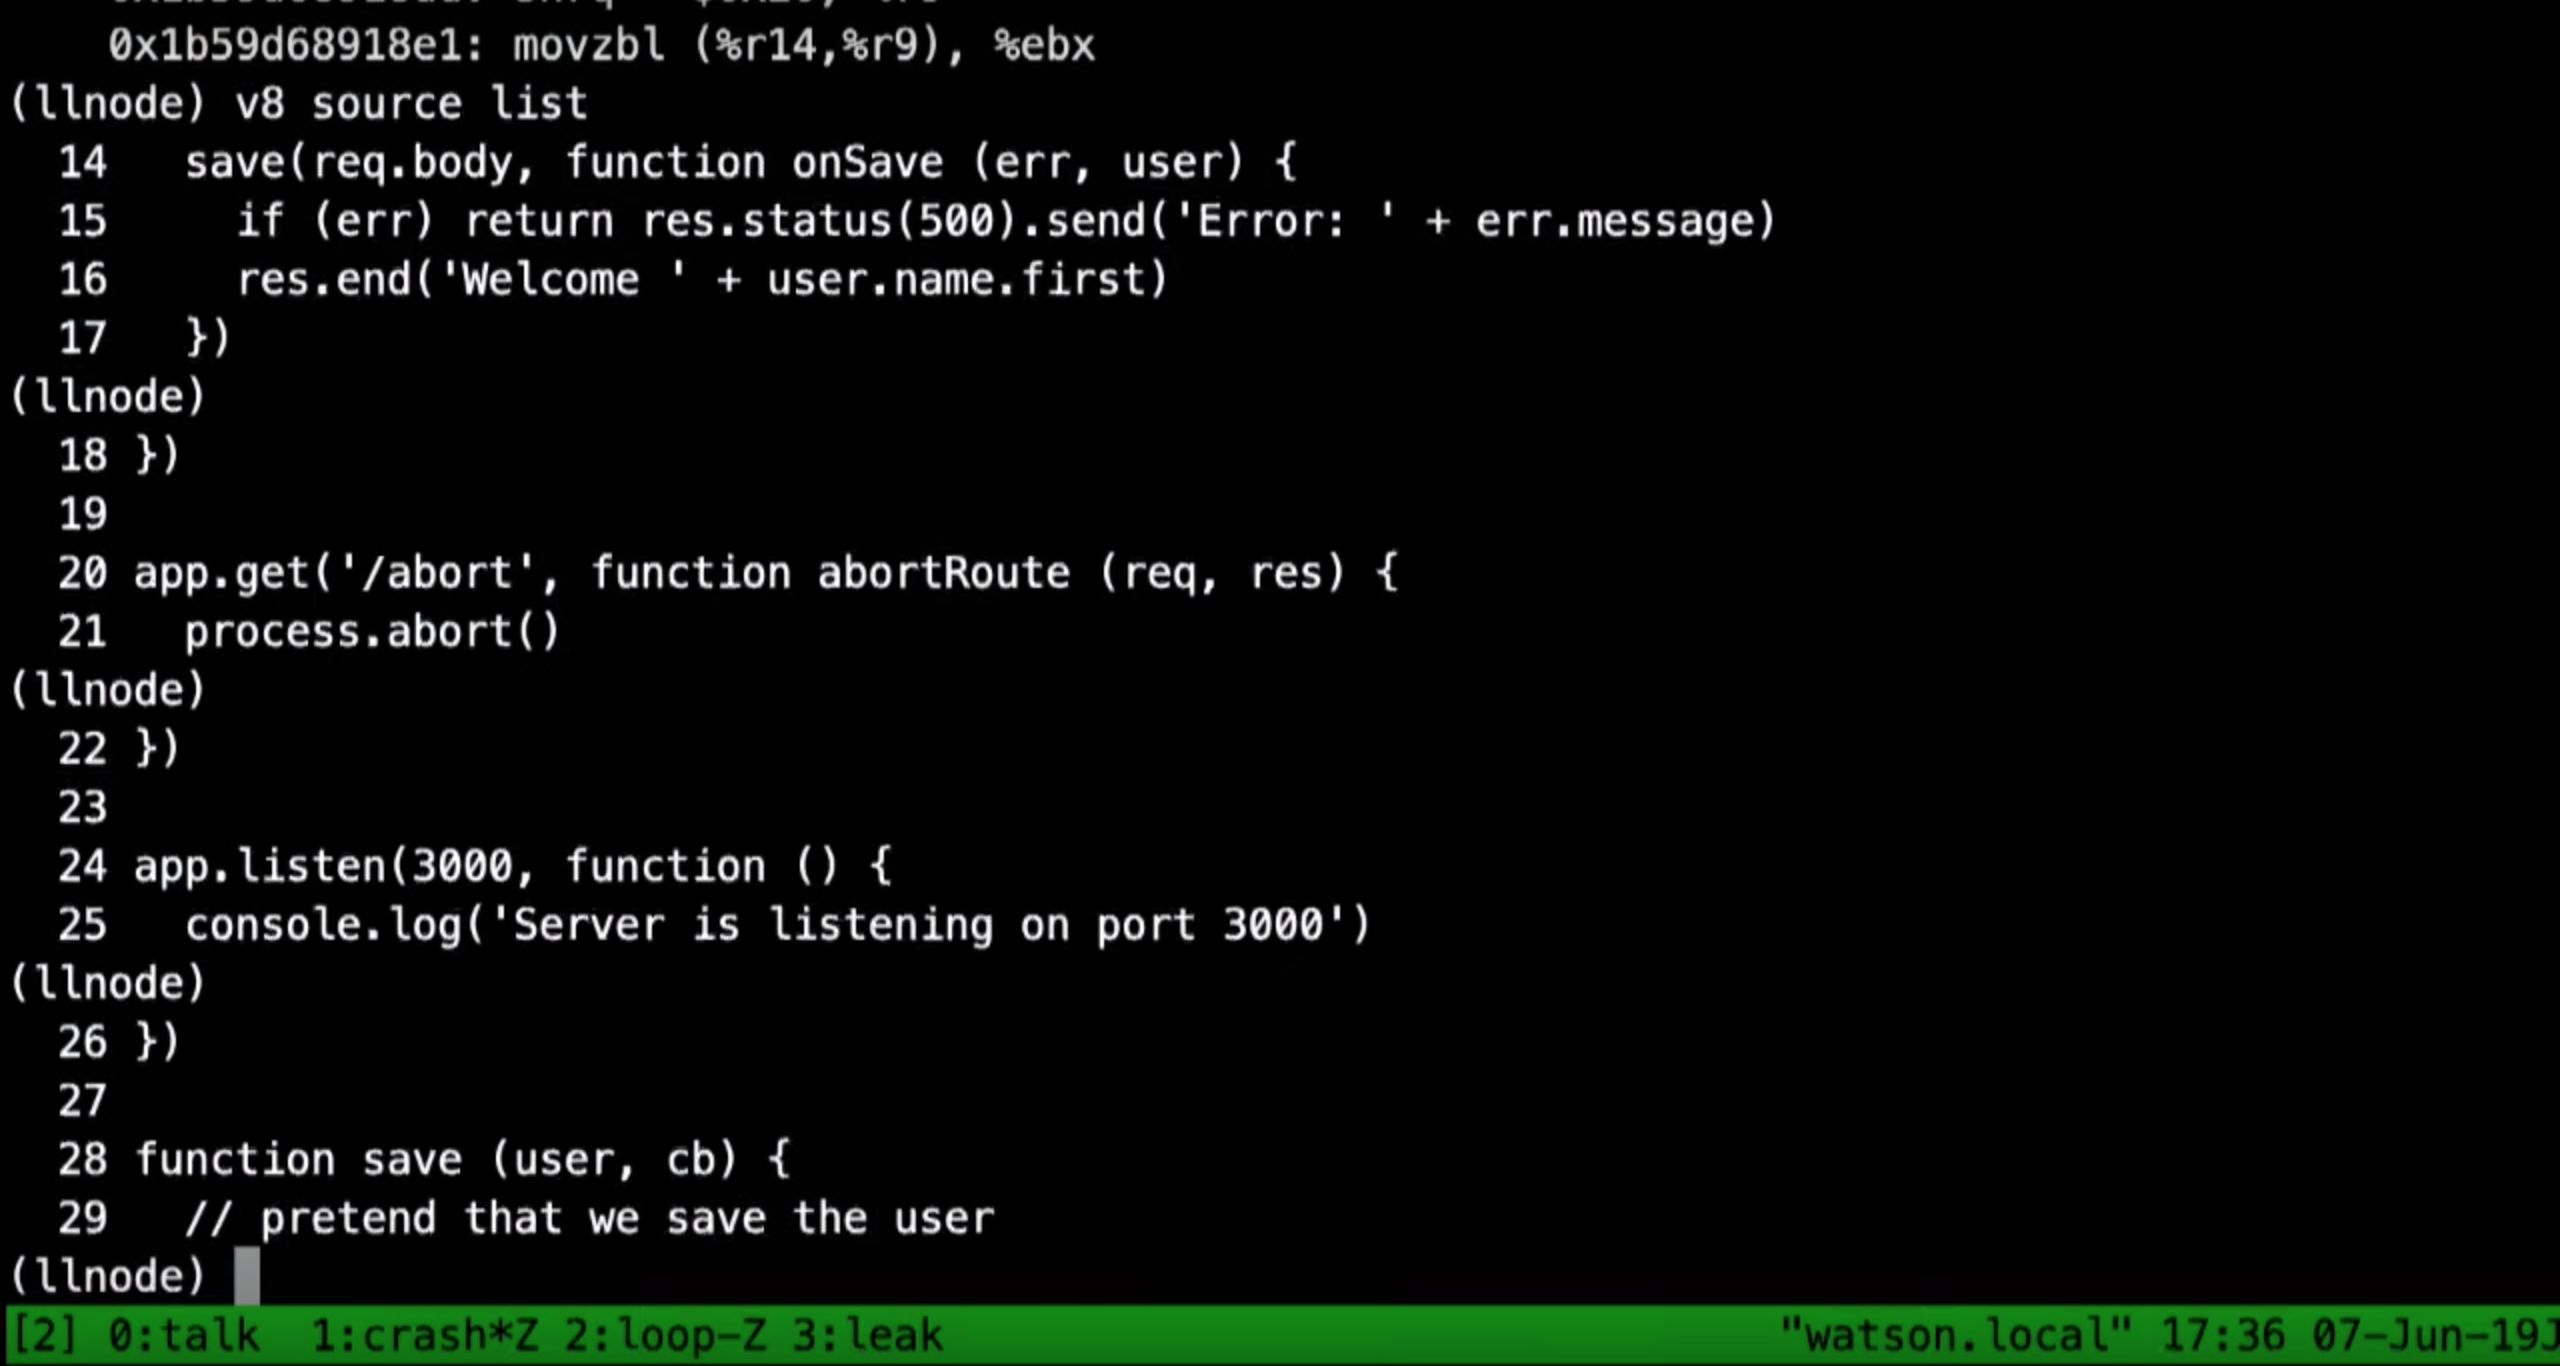 0x1b59d68918e1: movzbl (%r14,%r9), %ebx
(llnode) v8 source list
  14   save(req.body, function onSave (err, user) {
  15     if (err) return res.status(500).send('Error: ' + err.message)
  16     res.end('Welcome ' + user.name.first)
  17   })
(llnode)
  18 })
  19
  20 app.get('/abort', function abortRoute (req, res) {
  21   process.abort()
(llnode)
  22 })
  23
  24 app.listen(3000, function () {
  25   console.log('Server is listening on port 3000')
(llnode)
  26 })
  27
  28 function save (user, cb) {
  29   // pretend that we save the user
(llnode)
[2] 0:talk  1:crash*Z 2:loop-Z 3:leak "watson.local" 17:36 07-Jun-19